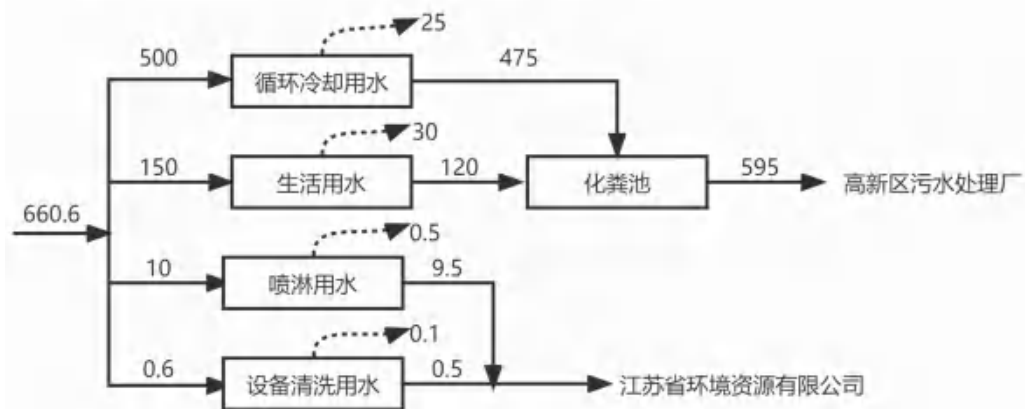 25
500
475
循环冷却用水
30
150
生活用水
120
化粪池
595
高新区污水处理厂
660.6
0.5
10
喷淋用水
9.5
0.1
0.6
设备清洗用水
0.5
江苏省环境资源有限公司